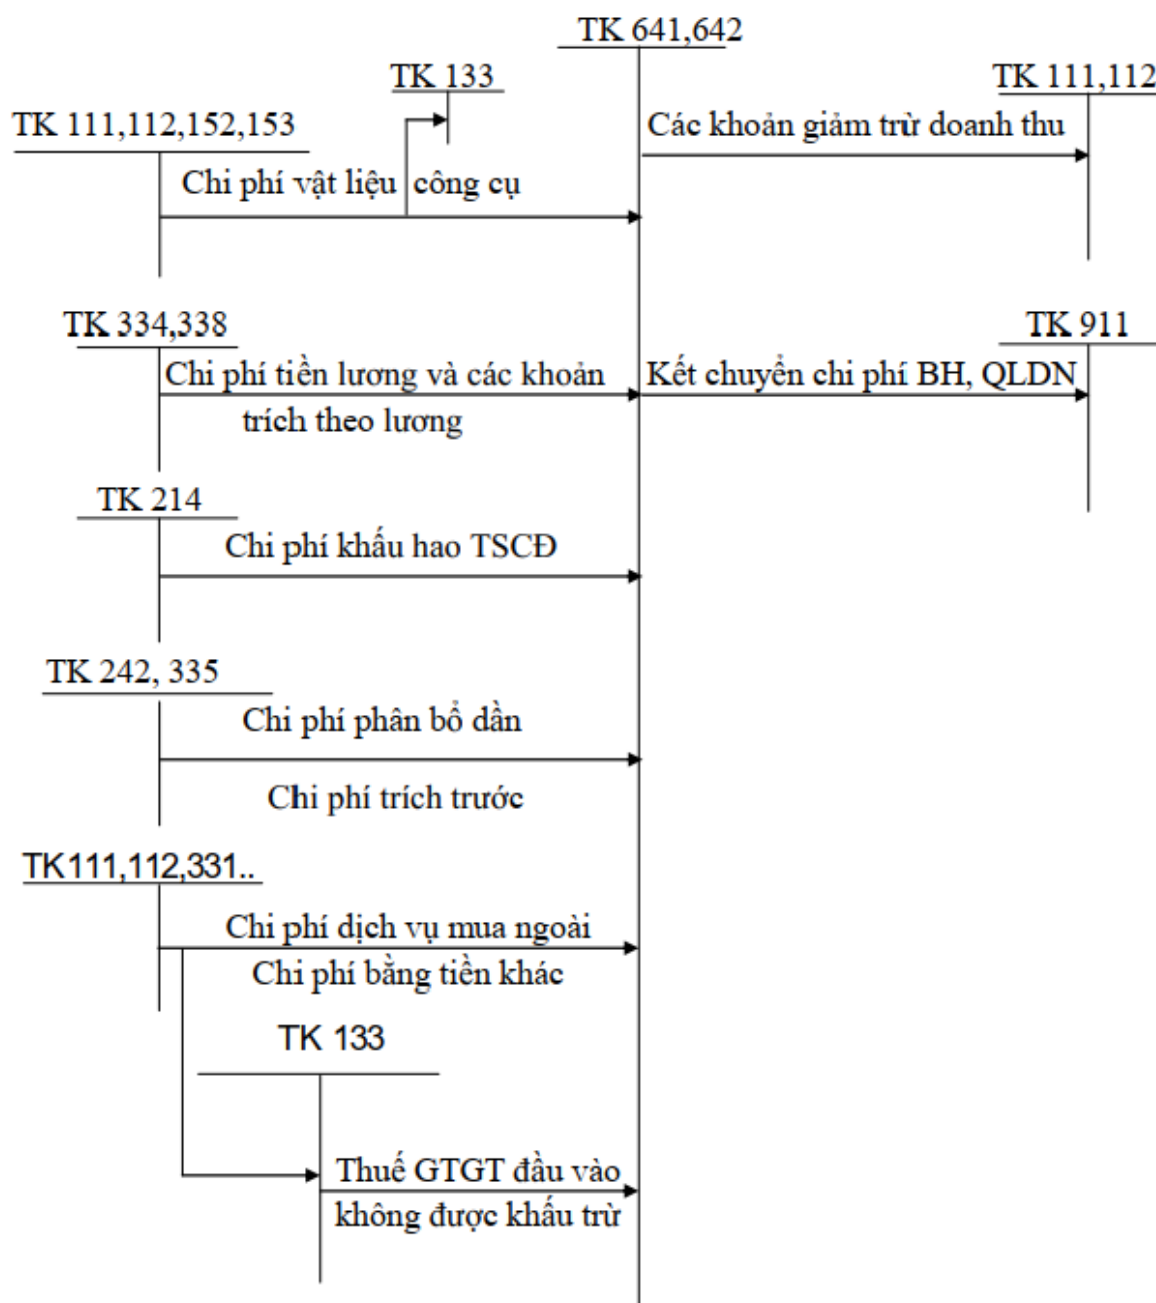 TK 641,642
TK 133
TK 111,112
TK 111,112,152,153
Các khoản giảm trừ doanh thu
Chi phí vật liệu công cụ
TK 334,338
TK 911
Chi phí tiền lương và các khoản
trích theo lương
Kết chuyển chi phí BH, QLDN
TK 214
Chi phí khấu hao TSCĐ
TK 242, 335
Chi phí phân bổ dần
Chi phí trích trước
TK111,112,331..
Chi phí dịch vụ mua ngoài
Chi phí bằng tiền khác
TK 133
Thuế GTGT đầu vào
không được khấu trừ